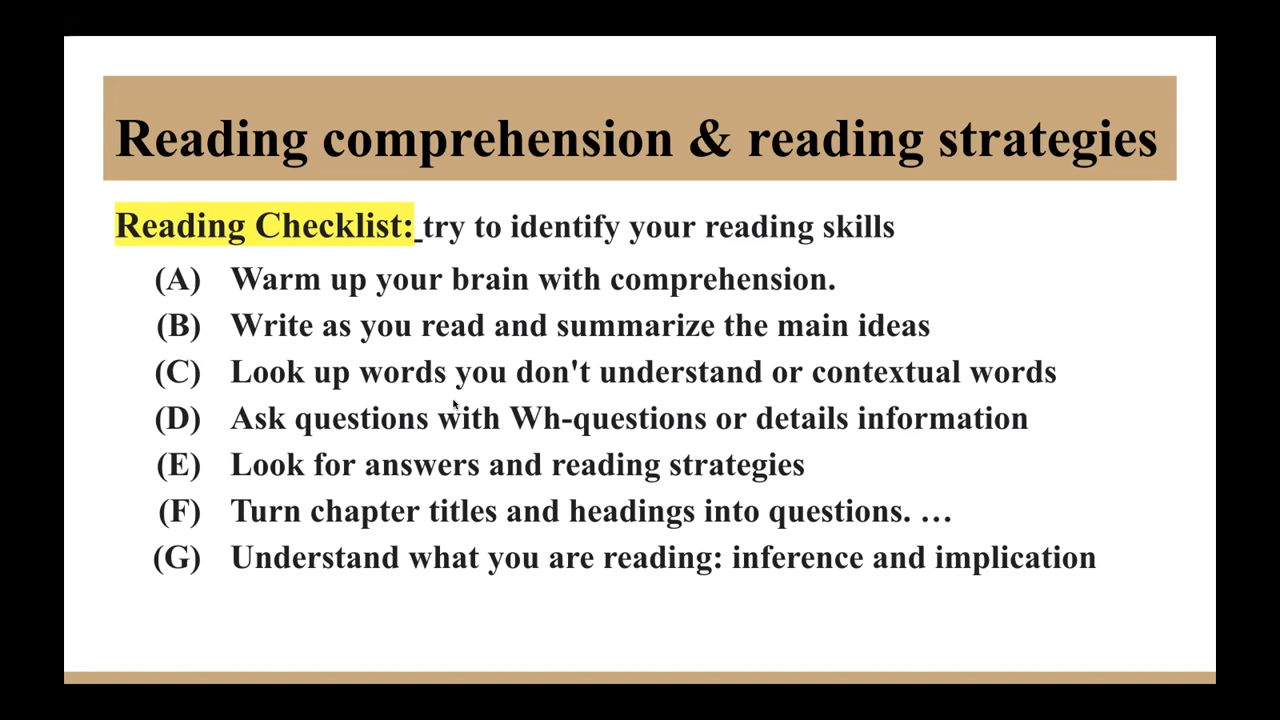 Reading comprehension & reading strategies
Reading Checklist: try to identify your reading skills
(A) Warm up your brain with comprehension.
(B) Write as you read and summarize the main ideas
(C) Look up words you don't understand or contextual words
(D) Ask questions with Wh-questions or details information
(E) Look for answers and reading strategies
(F) Turn chapter titles and headings into questions. …
(G) Understand what you are reading: inference and implication